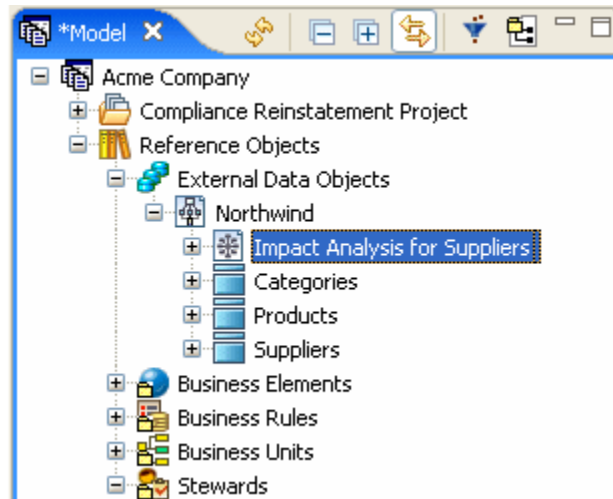 *Model
Acme Company
Compliance Reinstatement Project
Reference Objects
External Data Objects
Northwind
Impact Analysis for Suppliers
Categories
Products
Suppliers
Business Elements
Business Rules
Business Units
Stewards